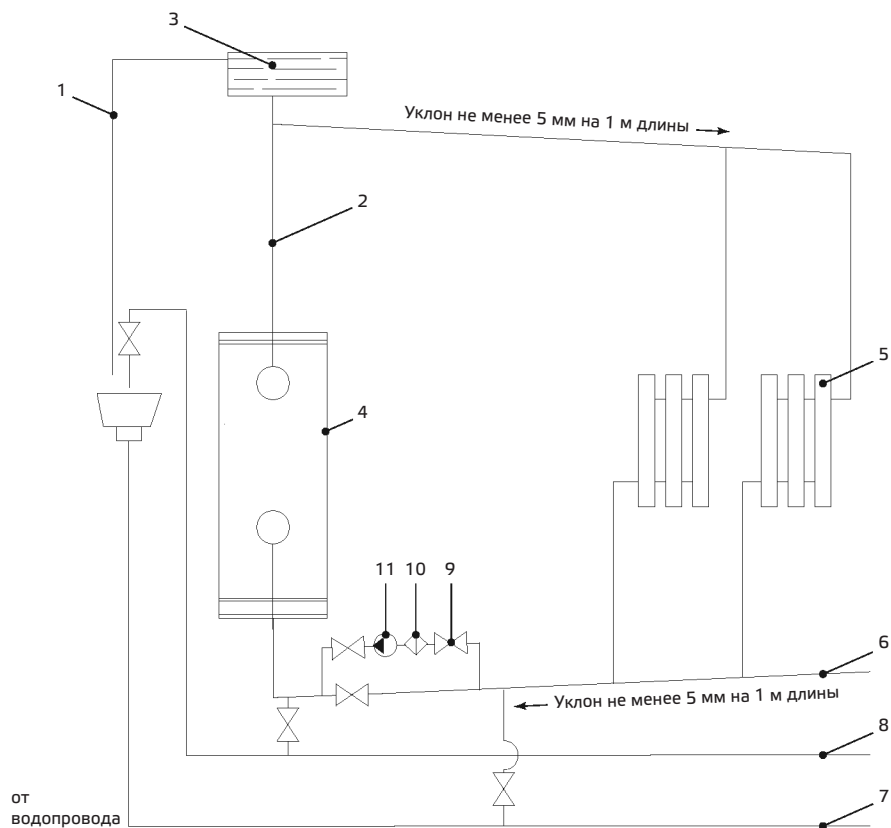 3
1
Уклон не менее 5 мм на 1 м длины
2
5
4
11 10 9
6
Уклон не менее 5 мм на 1 м длины
8
от
водопровода
7